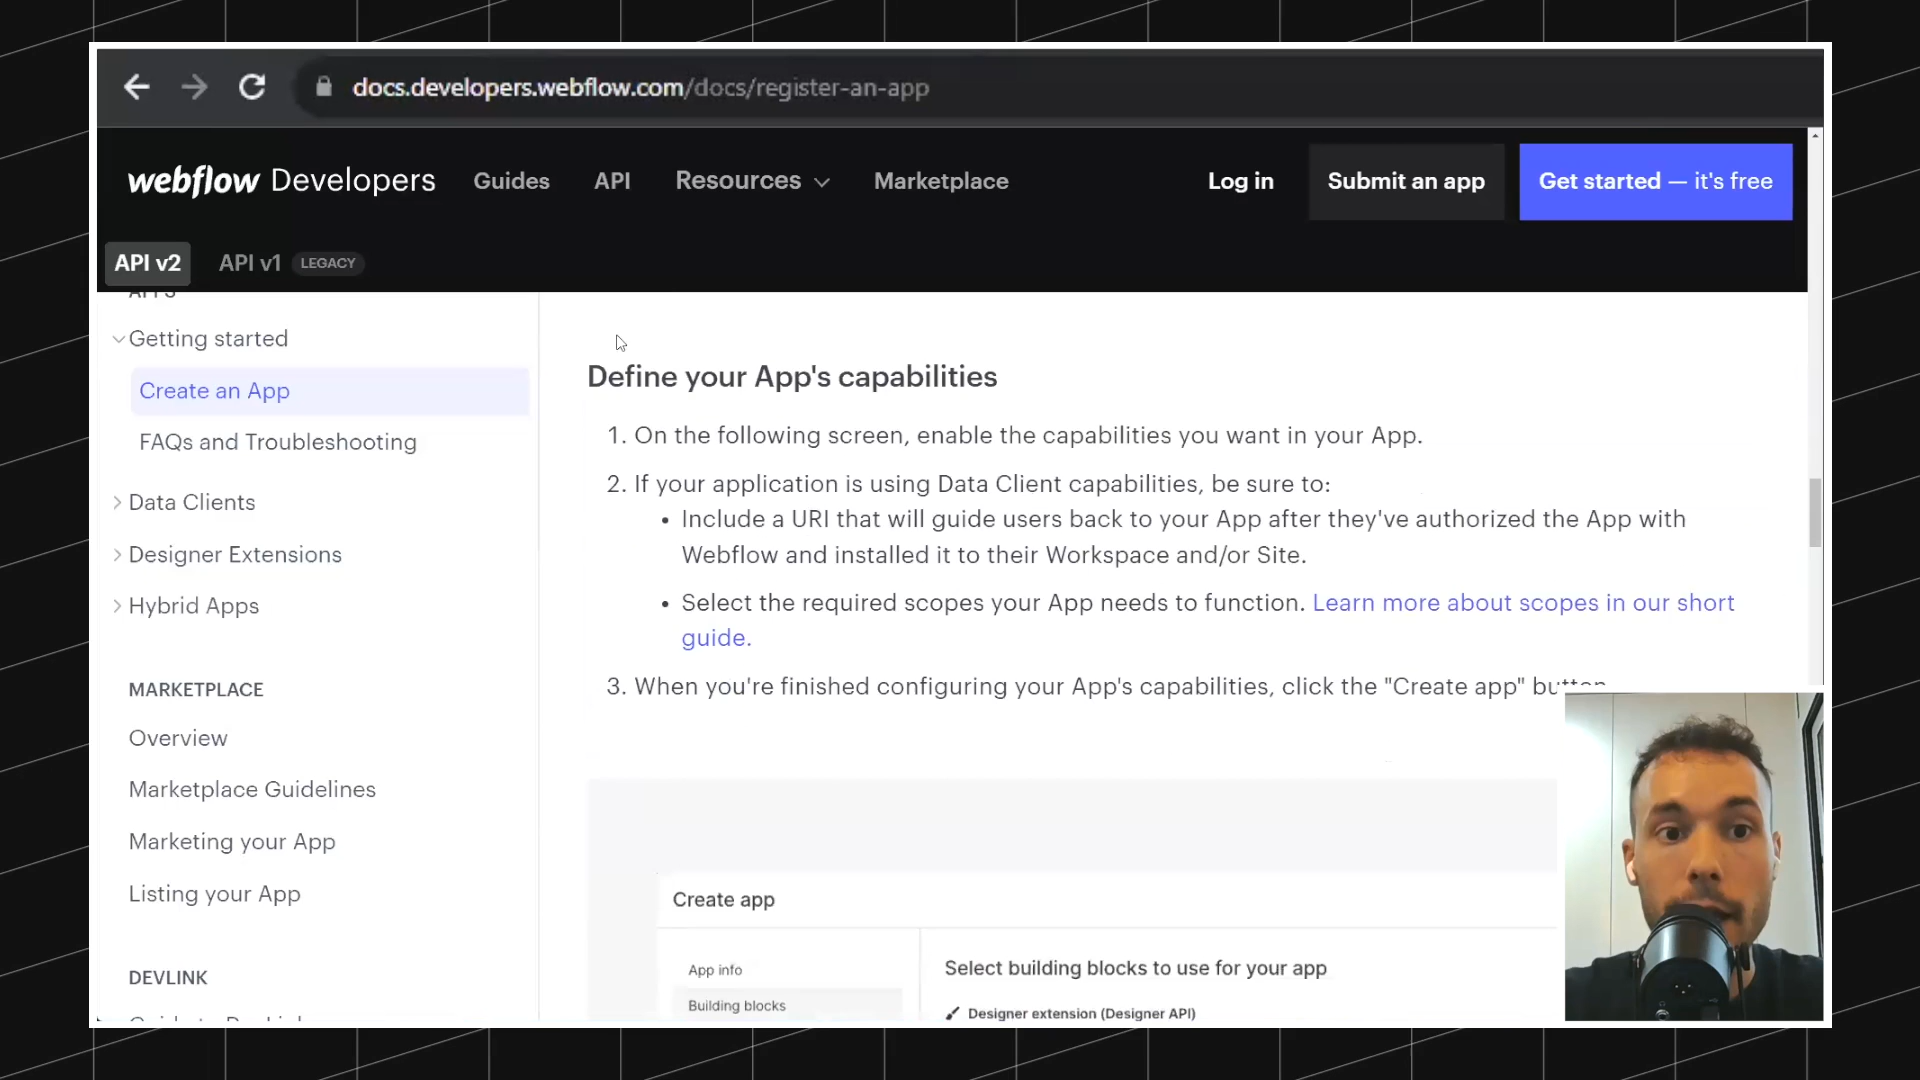 docs.developers.webflow.com/docs/register-an-app
webflow Developers Guides API Resources Marketplace Log in Submit an app Get started — it's free
API v2 API v1 LEGACY
APPS
Getting started
Create an App
FAQs and Troubleshooting
Data Clients
Designer Extensions
Hybrid Apps
MARKETPLACE
Overview
Marketplace Guidelines
Marketing your App
Listing your App
DEVLINK
Define your App's capabilities
1. On the following screen, enable the capabilities you want in your App.
2. If your application is using Data Client capabilities, be sure to:
• Include a URI that will guide users back to your App after they've authorized the App with
Webflow and installed it to their Workspace and/or Site.
• Select the required scopes your App needs to function. Learn more about scopes in our short
guide.
3. When you're finished configuring your App's capabilities, click the "Create app" button
Create app
App info
Building blocks
Select building blocks to use for your app
Designer extension (Designer API)